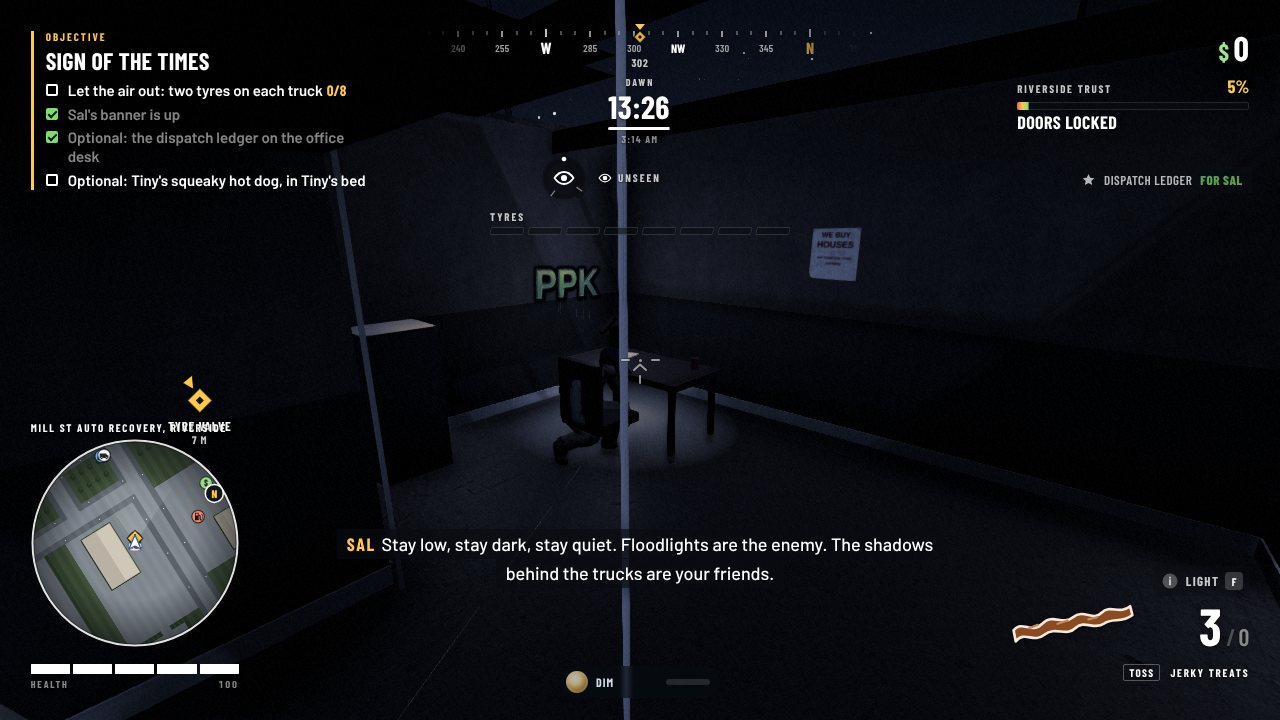 OBJECTIVE
SIGN OF THE TIMES
Let the air out: two tyres on each truck 0/8
Sal's banner is up
Optional: the dispatch ledger on the office
desk
Optional: Tiny's squeaky hot dog, in Tiny's bed
240 255 W 285 300 NW 330 345 N
302
DAWN
13:26
3:14 AM
UNSEEN
TYRES
$0
RIVERSIDE TRUST 5%
DOORS LOCKED
DISPATCH LEDGER FOR SAL
WE BUY
HOUSES
PPK
TYRE VALVE
7 M
MILL ST AUTO RECOVERY, RIVERSIDE
N
$
SAL Stay low, stay dark, stay quiet. Floodlights are the enemy. The shadows
behind the trucks are your friends.
HEALTH 100
DIM
i LIGHT F
3 / 0
TOSS JERKY TREATS